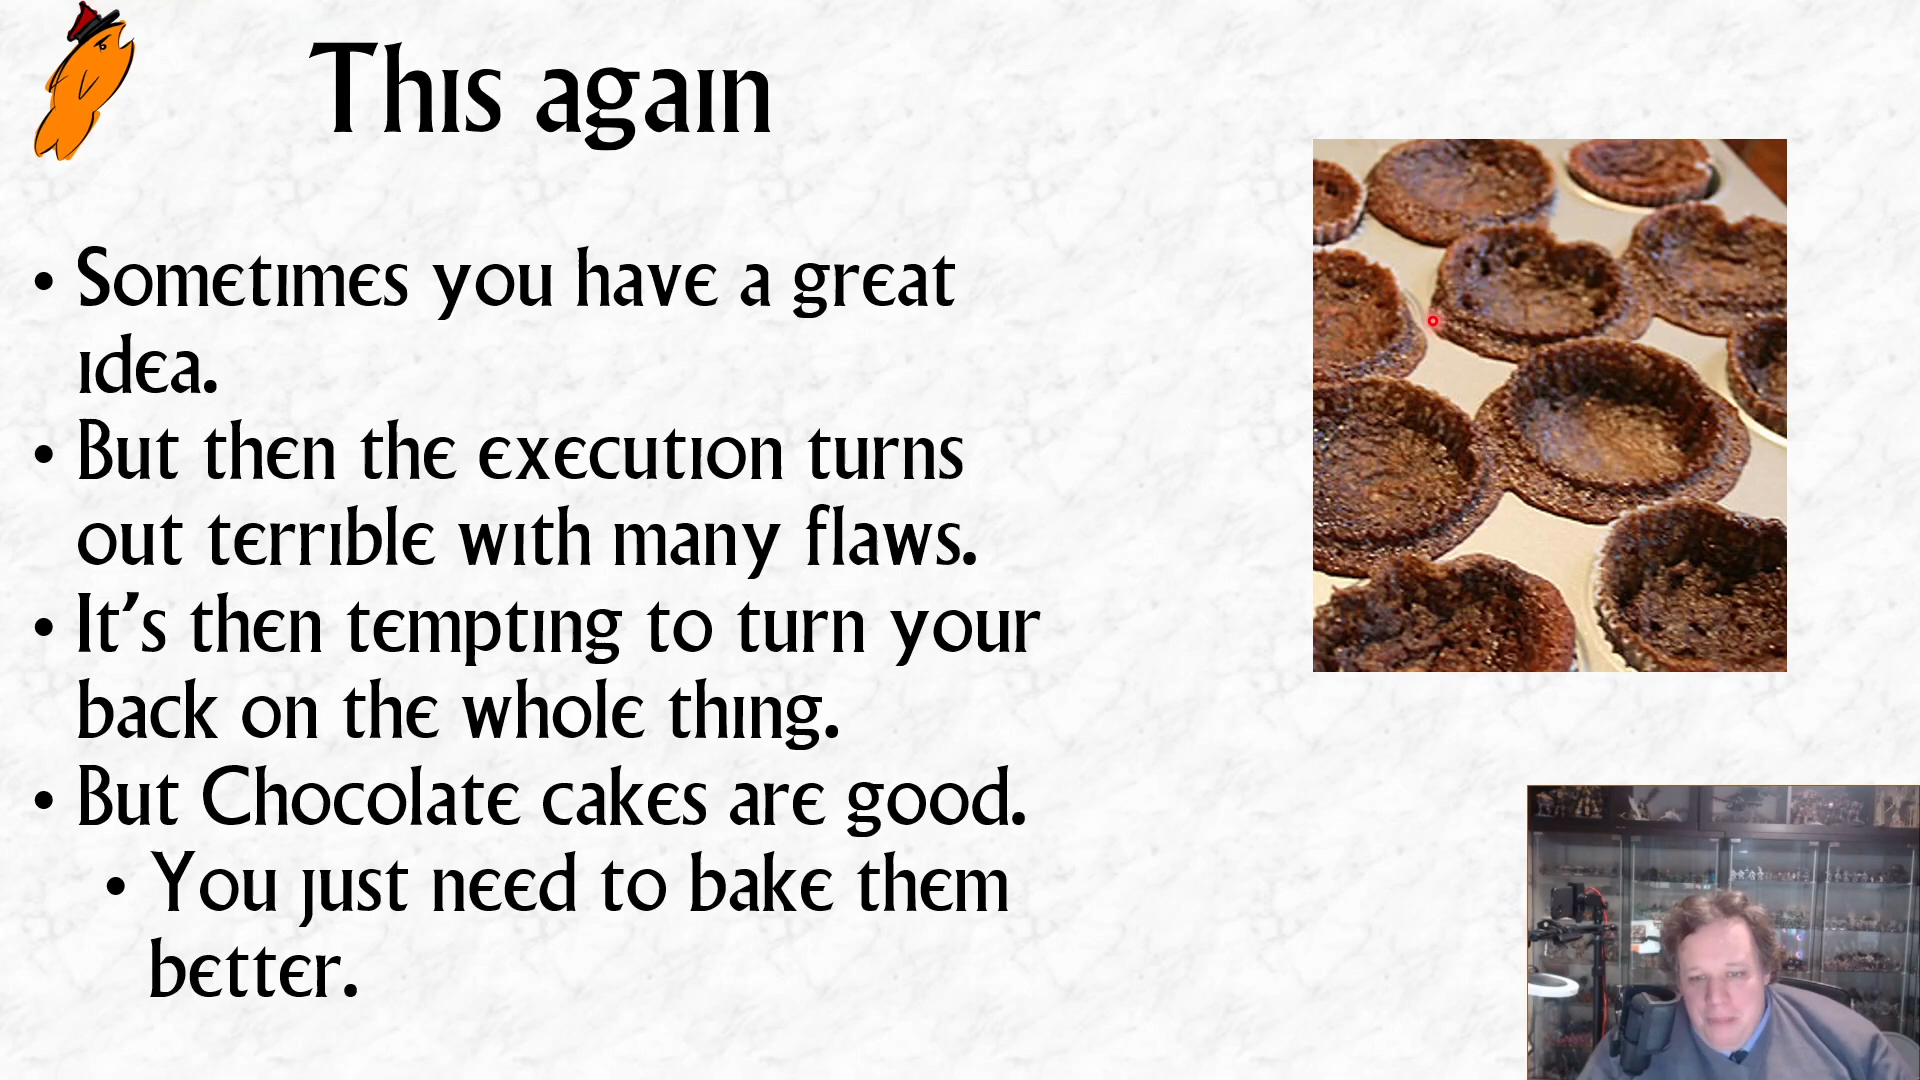 This again
• Sometimes you have a great
idea.
• But then the execution turns
out terrible with many flaws.
• It's then tempting to turn your
back on the whole thing.
• But Chocolate cakes are good.
• You just need to bake them
better.